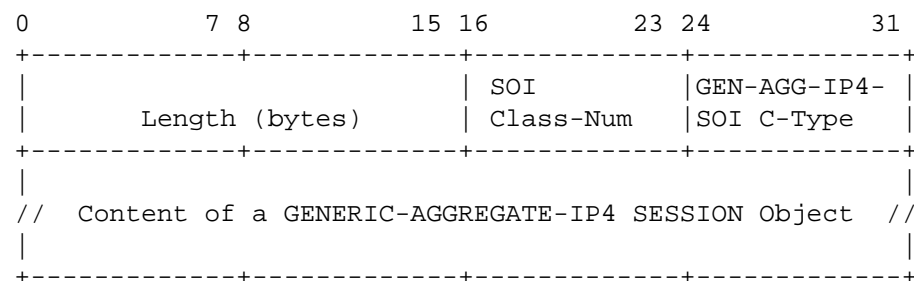 0           7 8          15 16         23 24          31
+-------------+-------------+-------------+-------------+
|                           | SOI         |GEN-AGG-IP4- |
|       Length (bytes)      | Class-Num   |SOI C-Type   |
+-------------+-------------+-------------+-------------+
|                                                       |
//  Content of a GENERIC-AGGREGATE-IP4 SESSION Object  //
|                                                       |
+-------------+-------------+-------------+-------------+